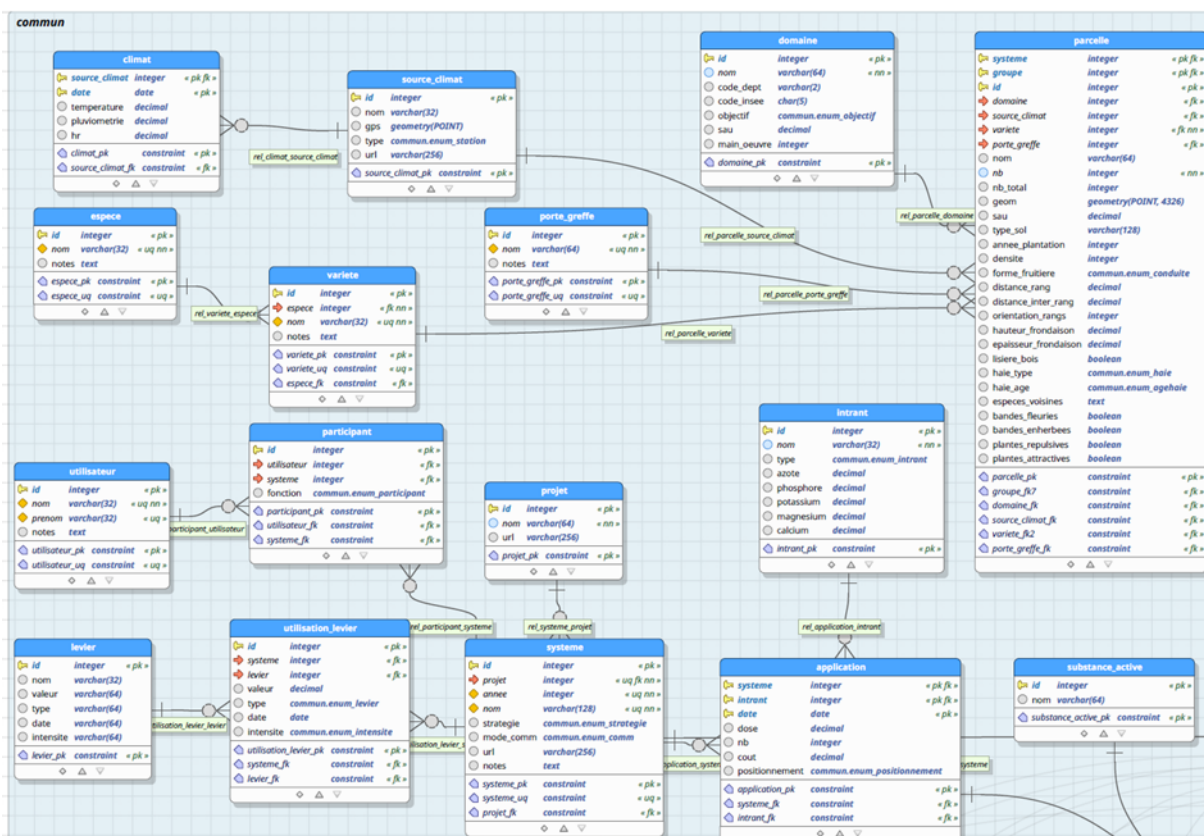 commun
climat
source_climat integer « pk fk »
date date « pk »
temperature decimal
pluviometrie decimal
hr decimal
climat_pk constraint « pk »
source_climat_fk constraint « fk »
rel_climat_source_climat
source_climat
id integer « pk »
nom varchar(32)
gps geometry(POINT)
type commun.enum_station
url varchar(256)
source_climat_pk constraint « pk »
domaine
id integer « pk »
nom varchar(64) « nn »
code_dept varchar(2)
code_insee char(5)
objectif commun.enum_objectif
sau decimal
main_oeuvre integer
domaine_pk constraint « pk »
rel_parcelle_domaine
rel_parcelle_source_climat
parcelle
systeme integer « pk fk »
groupe integer « pk fk »
id integer « pk »
domaine integer « fk »
source_climat integer « fk »
variete integer « fk nn
porte_greffe integer « fk nn
nom varchar(64)
nb integer « nn »
nb_total integer
geom geometry(POINT, 4326)
sau decimal
type_sol varchar(128)
annee_plantation integer
densite integer
forme_fruitiere commun.enum_conduite
distance_rang decimal
distance_inter_rang decimal
orientation_rangs integer
hauteur_frondaison decimal
epaisseur_frondaison decimal
lisiere_bois boolean
haie_type commun.enum_haie
haie_age commun.enum_agehaie
especes_voisines text
bandes_fleuries boolean
bandes_enherbees boolean
plantes_repulsives boolean
plantes_attractives boolean
parcelle_pk constraint « pk »
groupe_fk7 constraint « fk »
domaine_fk constraint « fk »
source_climat_fk constraint « fk »
variete_fk2 constraint « fk »
porte_greffe_fk constraint « fk »
espece
id integer « pk »
nom varchar(32) « uq nn »
notes text
espece_pk constraint « pk »
espece_uq constraint « uq »
rel_variete_espece
variete
id integer « pk »
espece integer « fk nn »
nom varchar(32) « uq nn »
notes text
variete_pk constraint « pk »
variete_uq constraint « uq »
espece_fk constraint « fk »
porte_greffe
id integer « pk »
nom varchar(64) « uq nn »
notes text
porte_greffe_pk constraint « pk »
porte_greffe_uq constraint « uq »
rel_parcelle_porte_greffe
rel_parcelle_variete
participant
id integer « pk »
utilisateur integer « fk »
systeme integer « fk »
fonction commun.enum_participant
participant_pk constraint « pk »
utilisateur_fk constraint « fk »
systeme_fk constraint « fk »
utilisateur
id integer « pk »
nom varchar(32) « uq nn »
prenom varchar(32) « uq »
notes text
utilisateur_pk constraint « pk »
utilisateur_uq constraint « uq »
participant_utilisateur
projet
id integer « pk »
nom varchar(64) « nn »
url varchar(256)
projet_pk constraint « pk »
intrant
id integer « pk »
nom varchar(32) « nn »
type commun.enum_intrant
azote decimal
phosphore decimal
potassium decimal
magnesium decimal
calcium decimal
intrant_pk constraint « pk »
rel_participant_systeme
rel_systeme_projet
rel_application_intrant
levier
id integer « pk »
nom varchar(32)
valeur varchar(64)
type varchar(64)
date varchar(64)
intensite varchar(64)
levier_pk constraint « pk »
utilisation_levier_levier
utilisation_levier
id integer « pk »
systeme integer « fk »
levier integer « fk »
valeur decimal
type commun.enum_levier
date date
intensite commun.enum_intensite
utilisation_levier_pk constraint « pk »
systeme_fk constraint « fk »
levier_fk constraint « fk »
systeme
id integer « pk »
projet integer « uq fk nn »
annee integer « uq nn »
nom varchar(128) « uq nn »
strategie commun.enum_strategie
mode_comm commun.enum_comm
url varchar(256)
notes text
systeme_pk constraint « pk »
systeme_uq constraint « uq »
projet_fk constraint « fk »
application
systeme integer « pk fk »
intrant integer « pk fk »
date date « pk »
dose decimal
nb integer
cout decimal
positionnement commun.enum_positionnement
application_pk constraint « pk »
systeme_fk constraint « fk »
intrant_fk constraint « fk »
systeme
substance_active
id integer « pk »
nom varchar(64)
substance_active_pk constraint « pk »